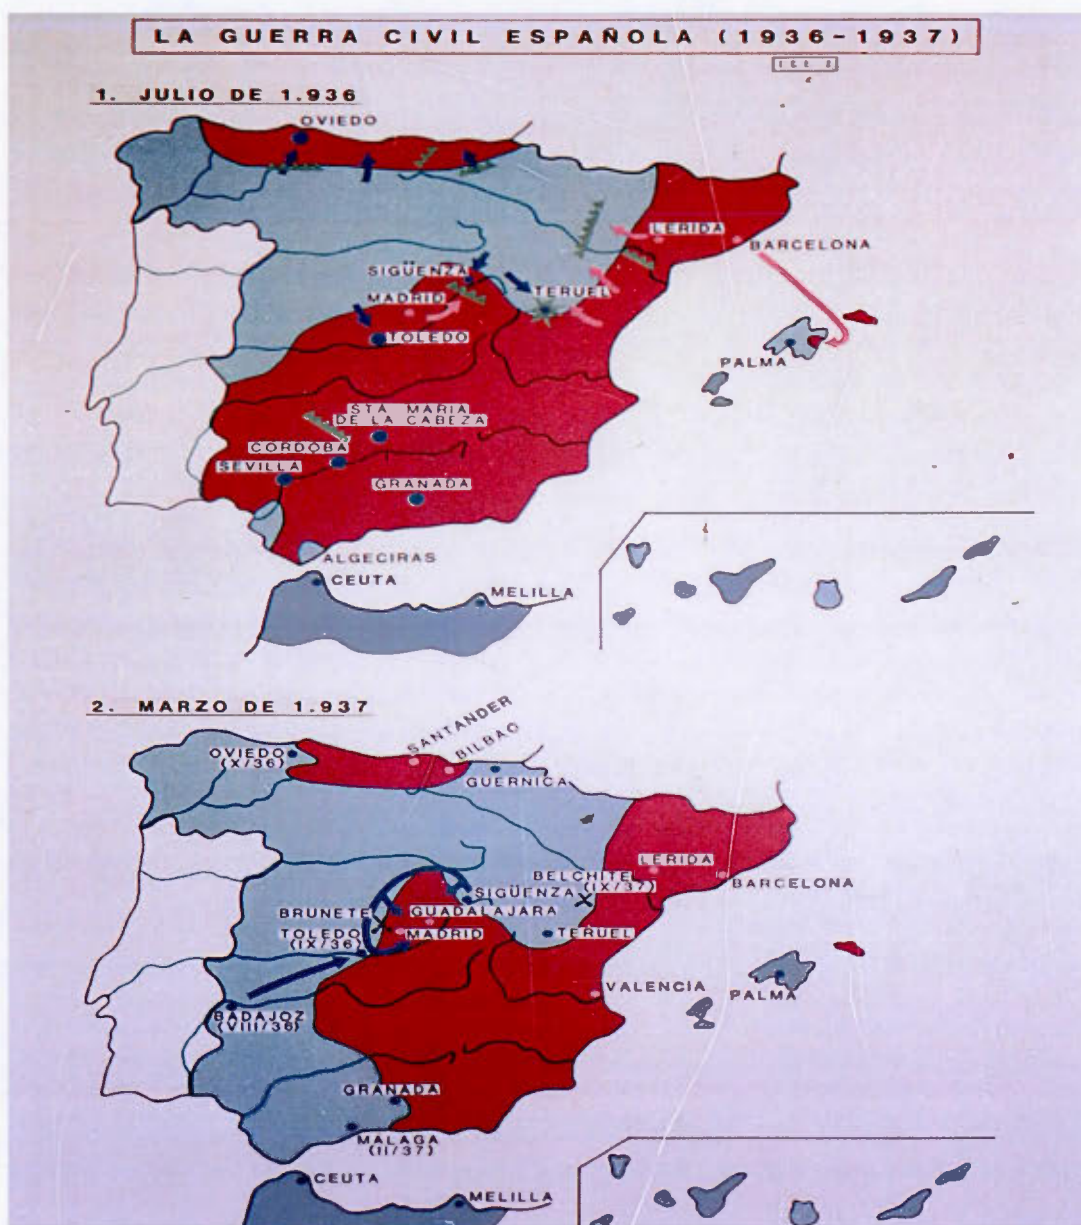 LA GUERRA CIVIL ESPAÑOLA (1936-1937)
1. JULIO DE 1.936
OVIEDO
LERIDA
BARCELONA
SIGÜENZA
TERUEL
MADRID
TOLEDO
PALMA
STA MARIA
DE LA CABEZA
CORDOBA
SEVILLA
GRANADA
ALGECIRAS
CEUTA
MELILLA
2. MARZO DE 1.937
SANTANDER
BILBAO
OVIEDO
(X/36)
GUERNICA
LERIDA
BELCHITE
(IX/37)
BARCELONA
SIGÜENZA
BRUNETE
GUADALAJARA
TOLEDO
(IX/36)
MADRID
TERUEL
VALENCIA
PALMA
BADAJOZ
(VIII/36)
GRANADA
MALAGA
(II/37)
CEUTA
MELILLA